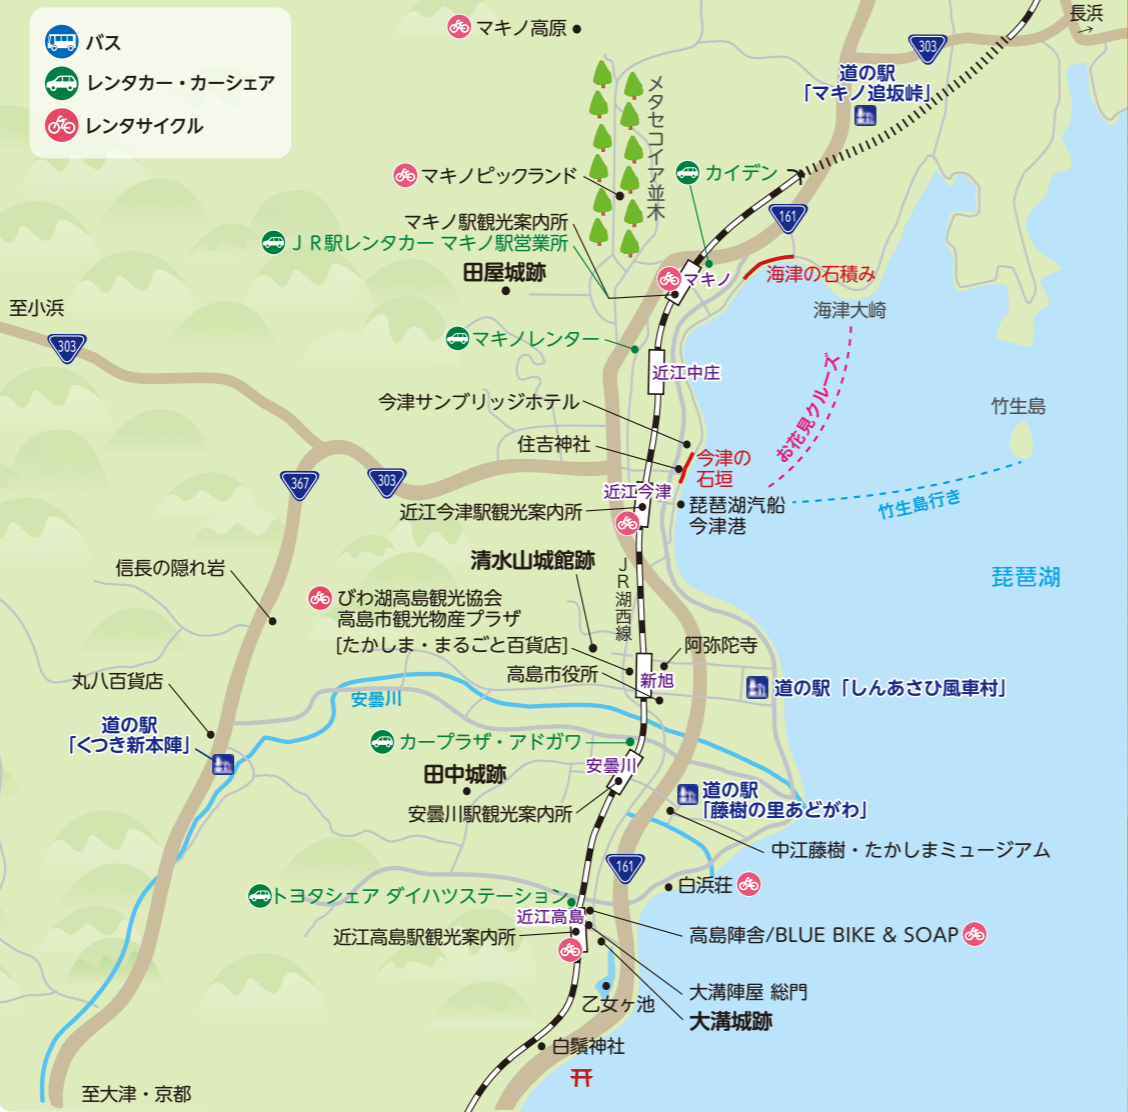 バス
レンタカー・カーシェア
レンタサイクル
マキノ高原
長浜
→
303
道の駅
「マキノ追坂峠」
メタセコイア並木
マキノピックランド
カイデン
161
マキノ駅観光案内所
ＪＲ駅レンタカー マキノ駅営業所
田屋城跡
マキノ
海津の石積み
海津大崎
至小浜
303
マキノレンター
近江中庄
お花見クルーズ
今津サンブリッジホテル
竹生島
住吉神社
今津の
石垣
367
303
近江今津
竹生島行き
近江今津駅観光案内所
琵琶湖汽船
今津港
清水山城館跡
ＪＲ湖西線
琵琶湖
信長の隠れ岩
びわ湖高島観光協会
高島市観光物産プラザ
[たかしま・まるごと百貨店]
阿弥陀寺
高島市役所
新旭
道の駅「しんあさひ風車村」
丸八百貨店
安曇川
道の駅
「くつき新本陣」
カープラザ・アドガワ
安曇川
田中城跡
道の駅
「藤樹の里あどがわ」
安曇川駅観光案内所
中江藤樹・たかしまミュージアム
161
白浜荘
トヨタシェア ダイハツステーション
近江高島
近江高島駅観光案内所
高島陣舎/BLUE BIKE & SOAP
大溝陣屋 総門
乙女ヶ池
大溝城跡
白鬚神社
至大津・京都